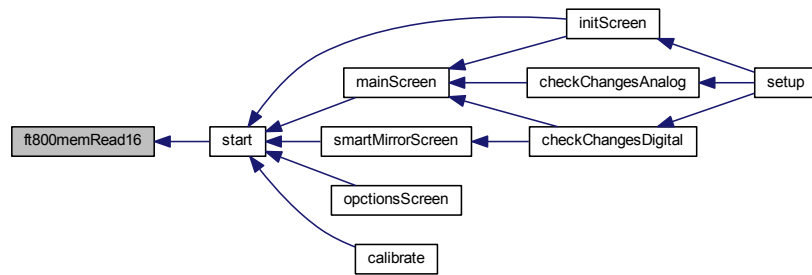 initScreen
mainScreen
checkChangesAnalog
setup
ft800memRead16
start
smartMirrorScreen
checkChangesDigital
opctionsScreen
calibrate